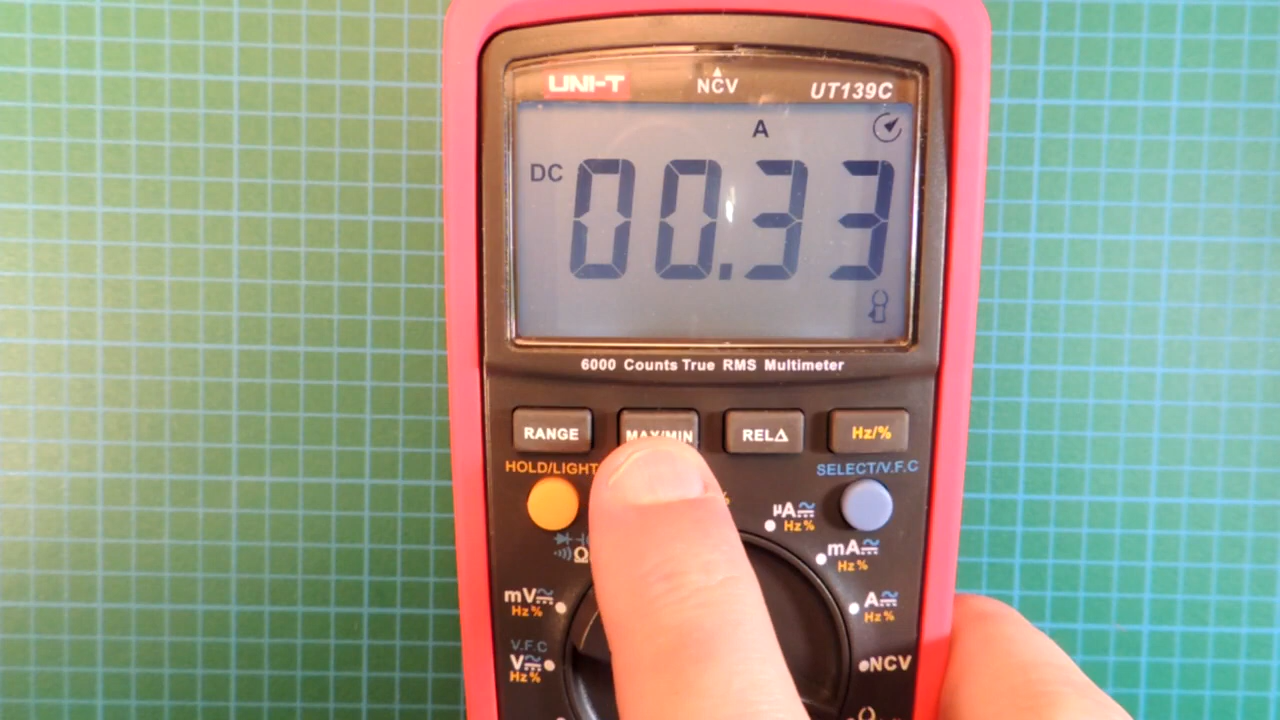 UNI-T NCV UT139C
A
DC 00.33
6000 Counts True RMS Multimeter
RANGE MAX/MIN REL△ Hz/%
HOLD/LIGHT SELECT/V.F.C
%
µA Hz%
Ω mA Hz%
mV Hz% A Hz%
V.F.C
V Hz% NCV